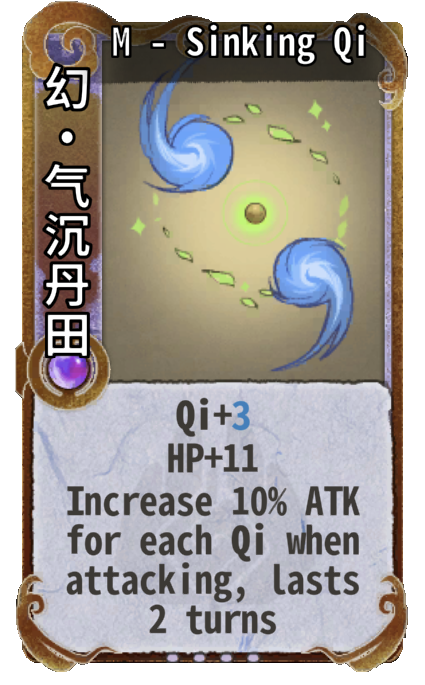 M - Sinking Qi
幻·气沉丹田
Qi+3
HP+11
Increase 10% ATK
for each Qi when
attacking, lasts
2 turns